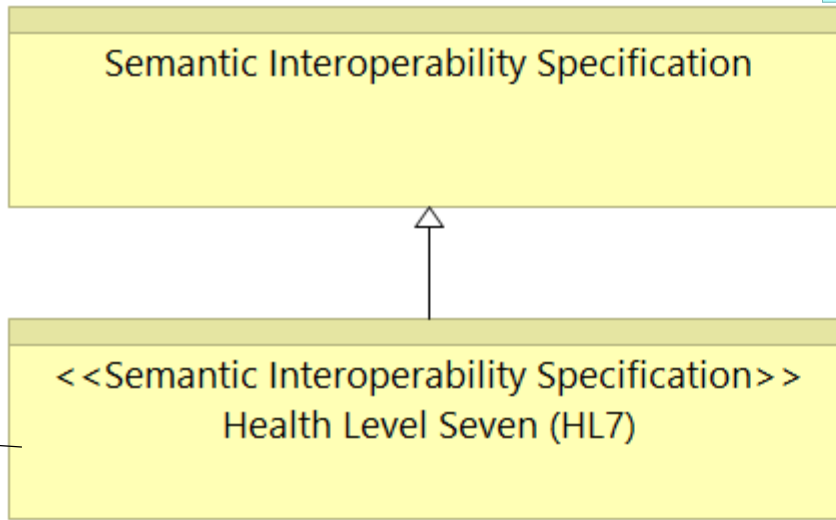 Semantic Interoperability Specification
<<Semantic Interoperability Specification>>
Health Level Seven (HL7)